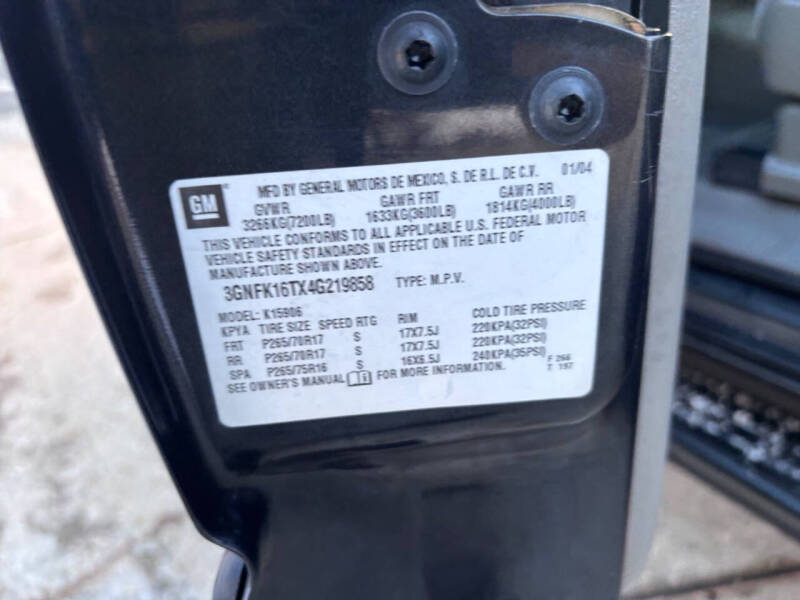 GM
MFD BY GENERAL MOTORS DE MEXICO, S. DE R.L. DE C.V. 01/04
GVWR GAWR FRT GAWR RR
3266KG(7200LB) 1633KG(3600LB) 1814KG(4000LB)
THIS VEHICLE CONFORMS TO ALL APPLICABLE U.S. FEDERAL MOTOR
VEHICLE SAFETY STANDARDS IN EFFECT ON THE DATE OF
MANUFACTURE SHOWN ABOVE.
3GNFK16TX4G219858 TYPE: M.P.V.
MODEL: K15906
KPYA TIRE SIZE SPEED RTG RIM COLD TIRE PRESSURE
FRT P265/70R17 S 17X7.5J 220KPA(32PSI)
RR P265/70R17 S 17X7.5J 220KPA(32PSI)
SPA P265/75R16 S 16X6.5J 240KPA(35PSI)
SEE OWNER'S MANUAL FOR MORE INFORMATION.
F 266
T 197